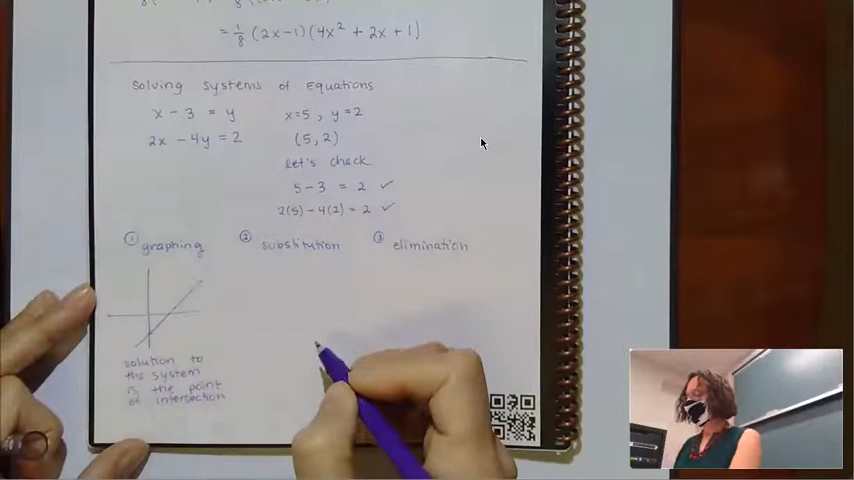 = 1/8 (2x-1)(4x² + 2x + 1)
Solving Systems of Equations
x - 3 = y x=5, y=2
2x - 4y = 2 (5, 2)
let's check
5 - 3 = 2 ✓
2(5) - 4(2) = 2 ✓
① graphing ② substitution ③ elimination
solution to
the system
is the point
of intersection